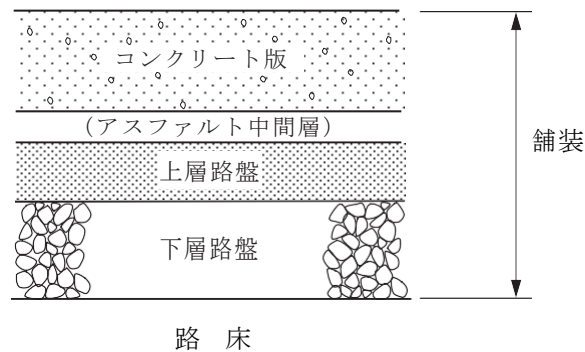 コンクリート版
(アスファルト中間層)
上層路盤
下層路盤
舗装
路床